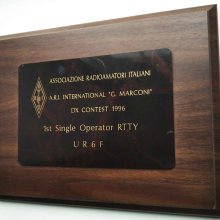 ASSOCIAZIONE RADIOAMATORI ITALIANI
A.R.I. INTERNATIONAL "G. MARCONI"
DX CONTEST 1996
1st Single Operator RTTY
UR6F